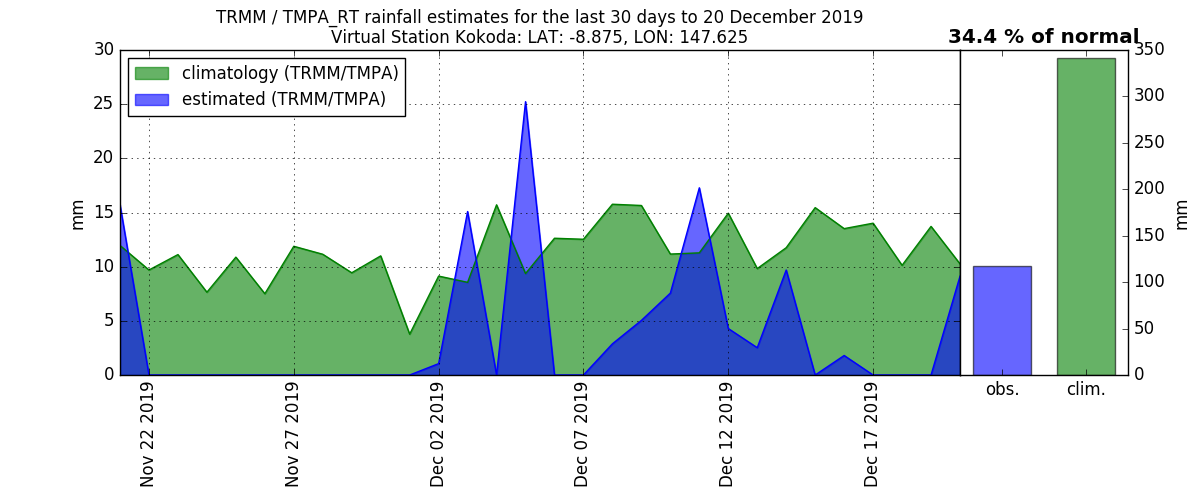 TRMM / TMPA_RT rainfall estimates for the last 30 days to 20 December 2019
Virtual Station Kokoda: LAT: -8.875, LON: 147.625
34.4 % of normal
climatology (TRMM/TMPA)
estimated (TRMM/TMPA)
30
25
20
15
10
5
0
mm
350
300
250
200
150
100
50
0
mm
Nov 22 2019
Nov 27 2019
Dec 02 2019
Dec 07 2019
Dec 12 2019
Dec 17 2019
obs.
clim.